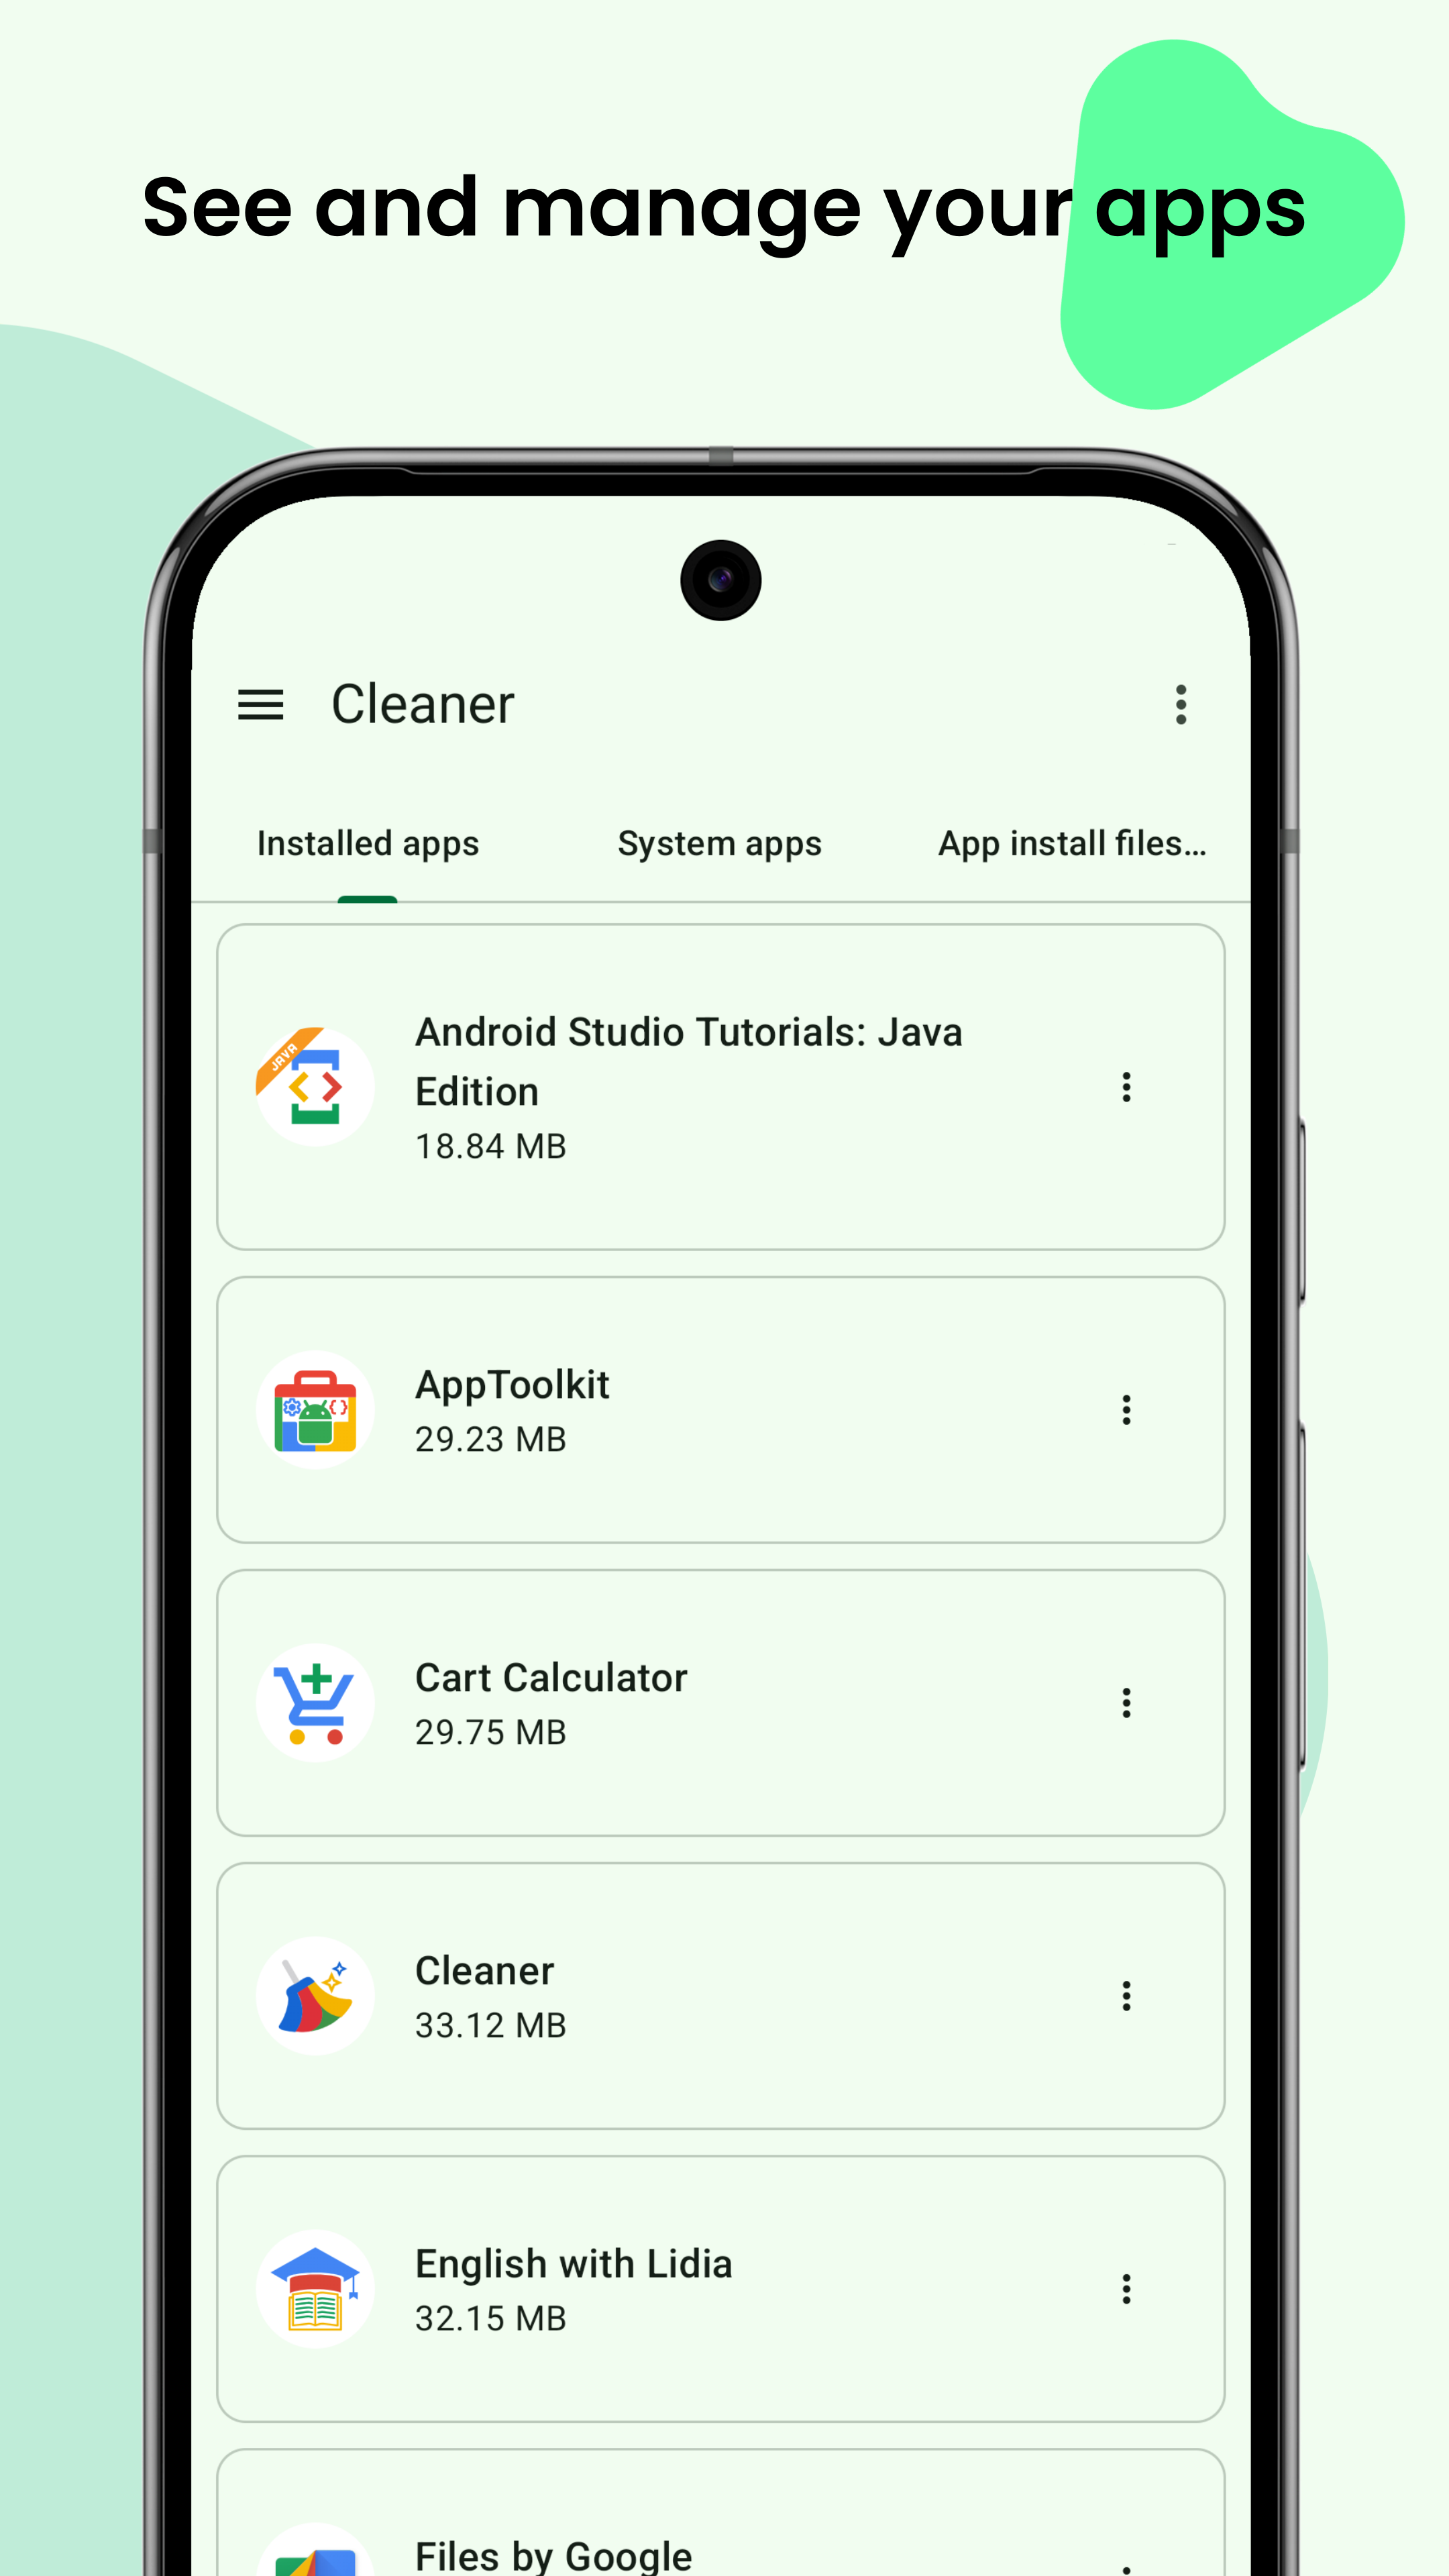 See and manage your apps
Cleaner
Installed apps System apps App install files...
JAVA
Android Studio Tutorials: Java
Edition
18.84 MB
AppToolkit
29.23 MB
Cart Calculator
29.75 MB
Cleaner
33.12 MB
English with Lidia
32.15 MB
Files by Google